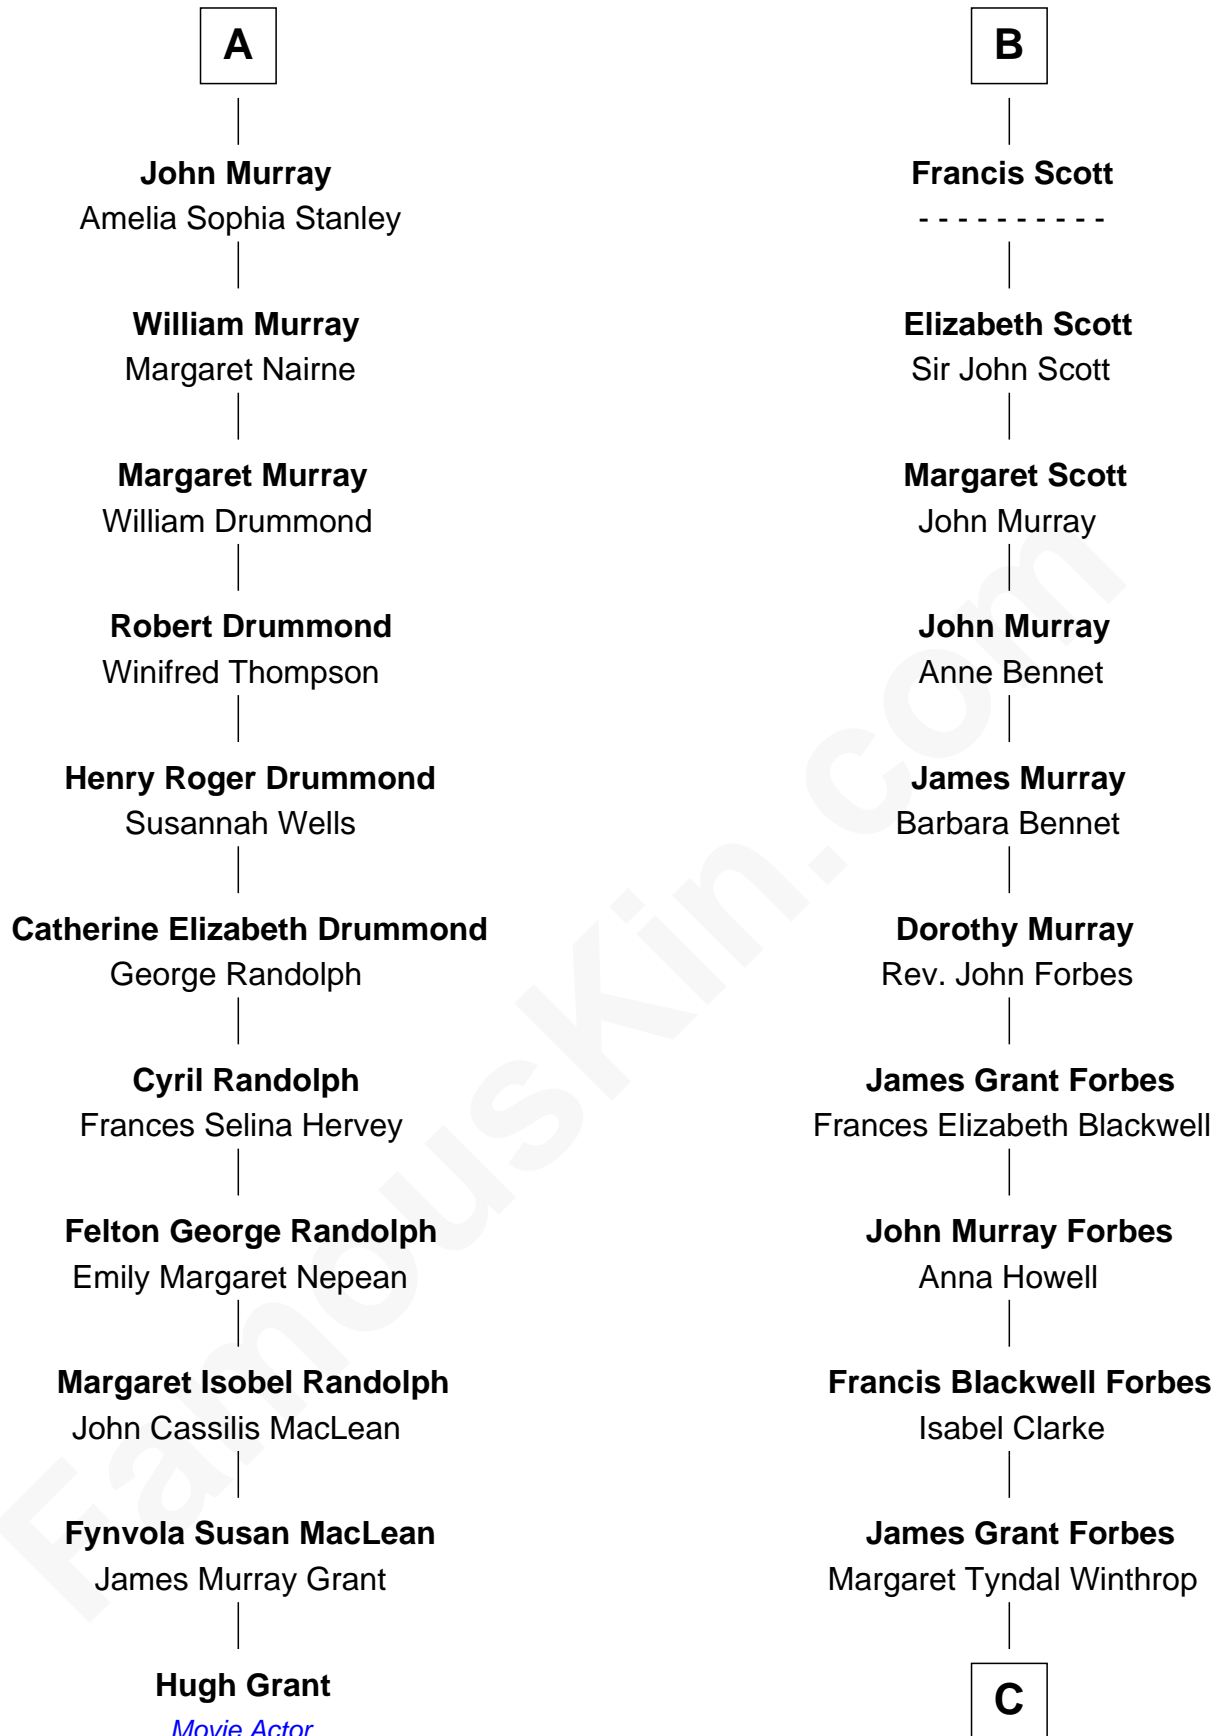 A
John Murray
Amelia Sophia Stanley
William Murray
Margaret Nairne
Margaret Murray
William Drummond
Robert Drummond
Winifred Thompson
Henry Roger Drummond
Susannah Wells
Catherine Elizabeth Drummond
George Randolph
Cyril Randolph
Frances Selina Hervey
Felton George Randolph
Emily Margaret Nepean
Margaret Isobel Randolph
John Cassilis MacLean
Fynvola Susan MacLean
James Murray Grant
Hugh Grant
Movie Actor
B
Francis Scott
- - - - - - - - - -
Elizabeth Scott
Sir John Scott
Margaret Scott
John Murray
John Murray
Anne Bennet
James Murray
Barbara Bennet
Dorothy Murray
Rev. John Forbes
James Grant Forbes
Frances Elizabeth Blackwell
John Murray Forbes
Anna Howell
Francis Blackwell Forbes
Isabel Clarke
James Grant Forbes
Margaret Tyndal Winthrop
C
FamousKin.com